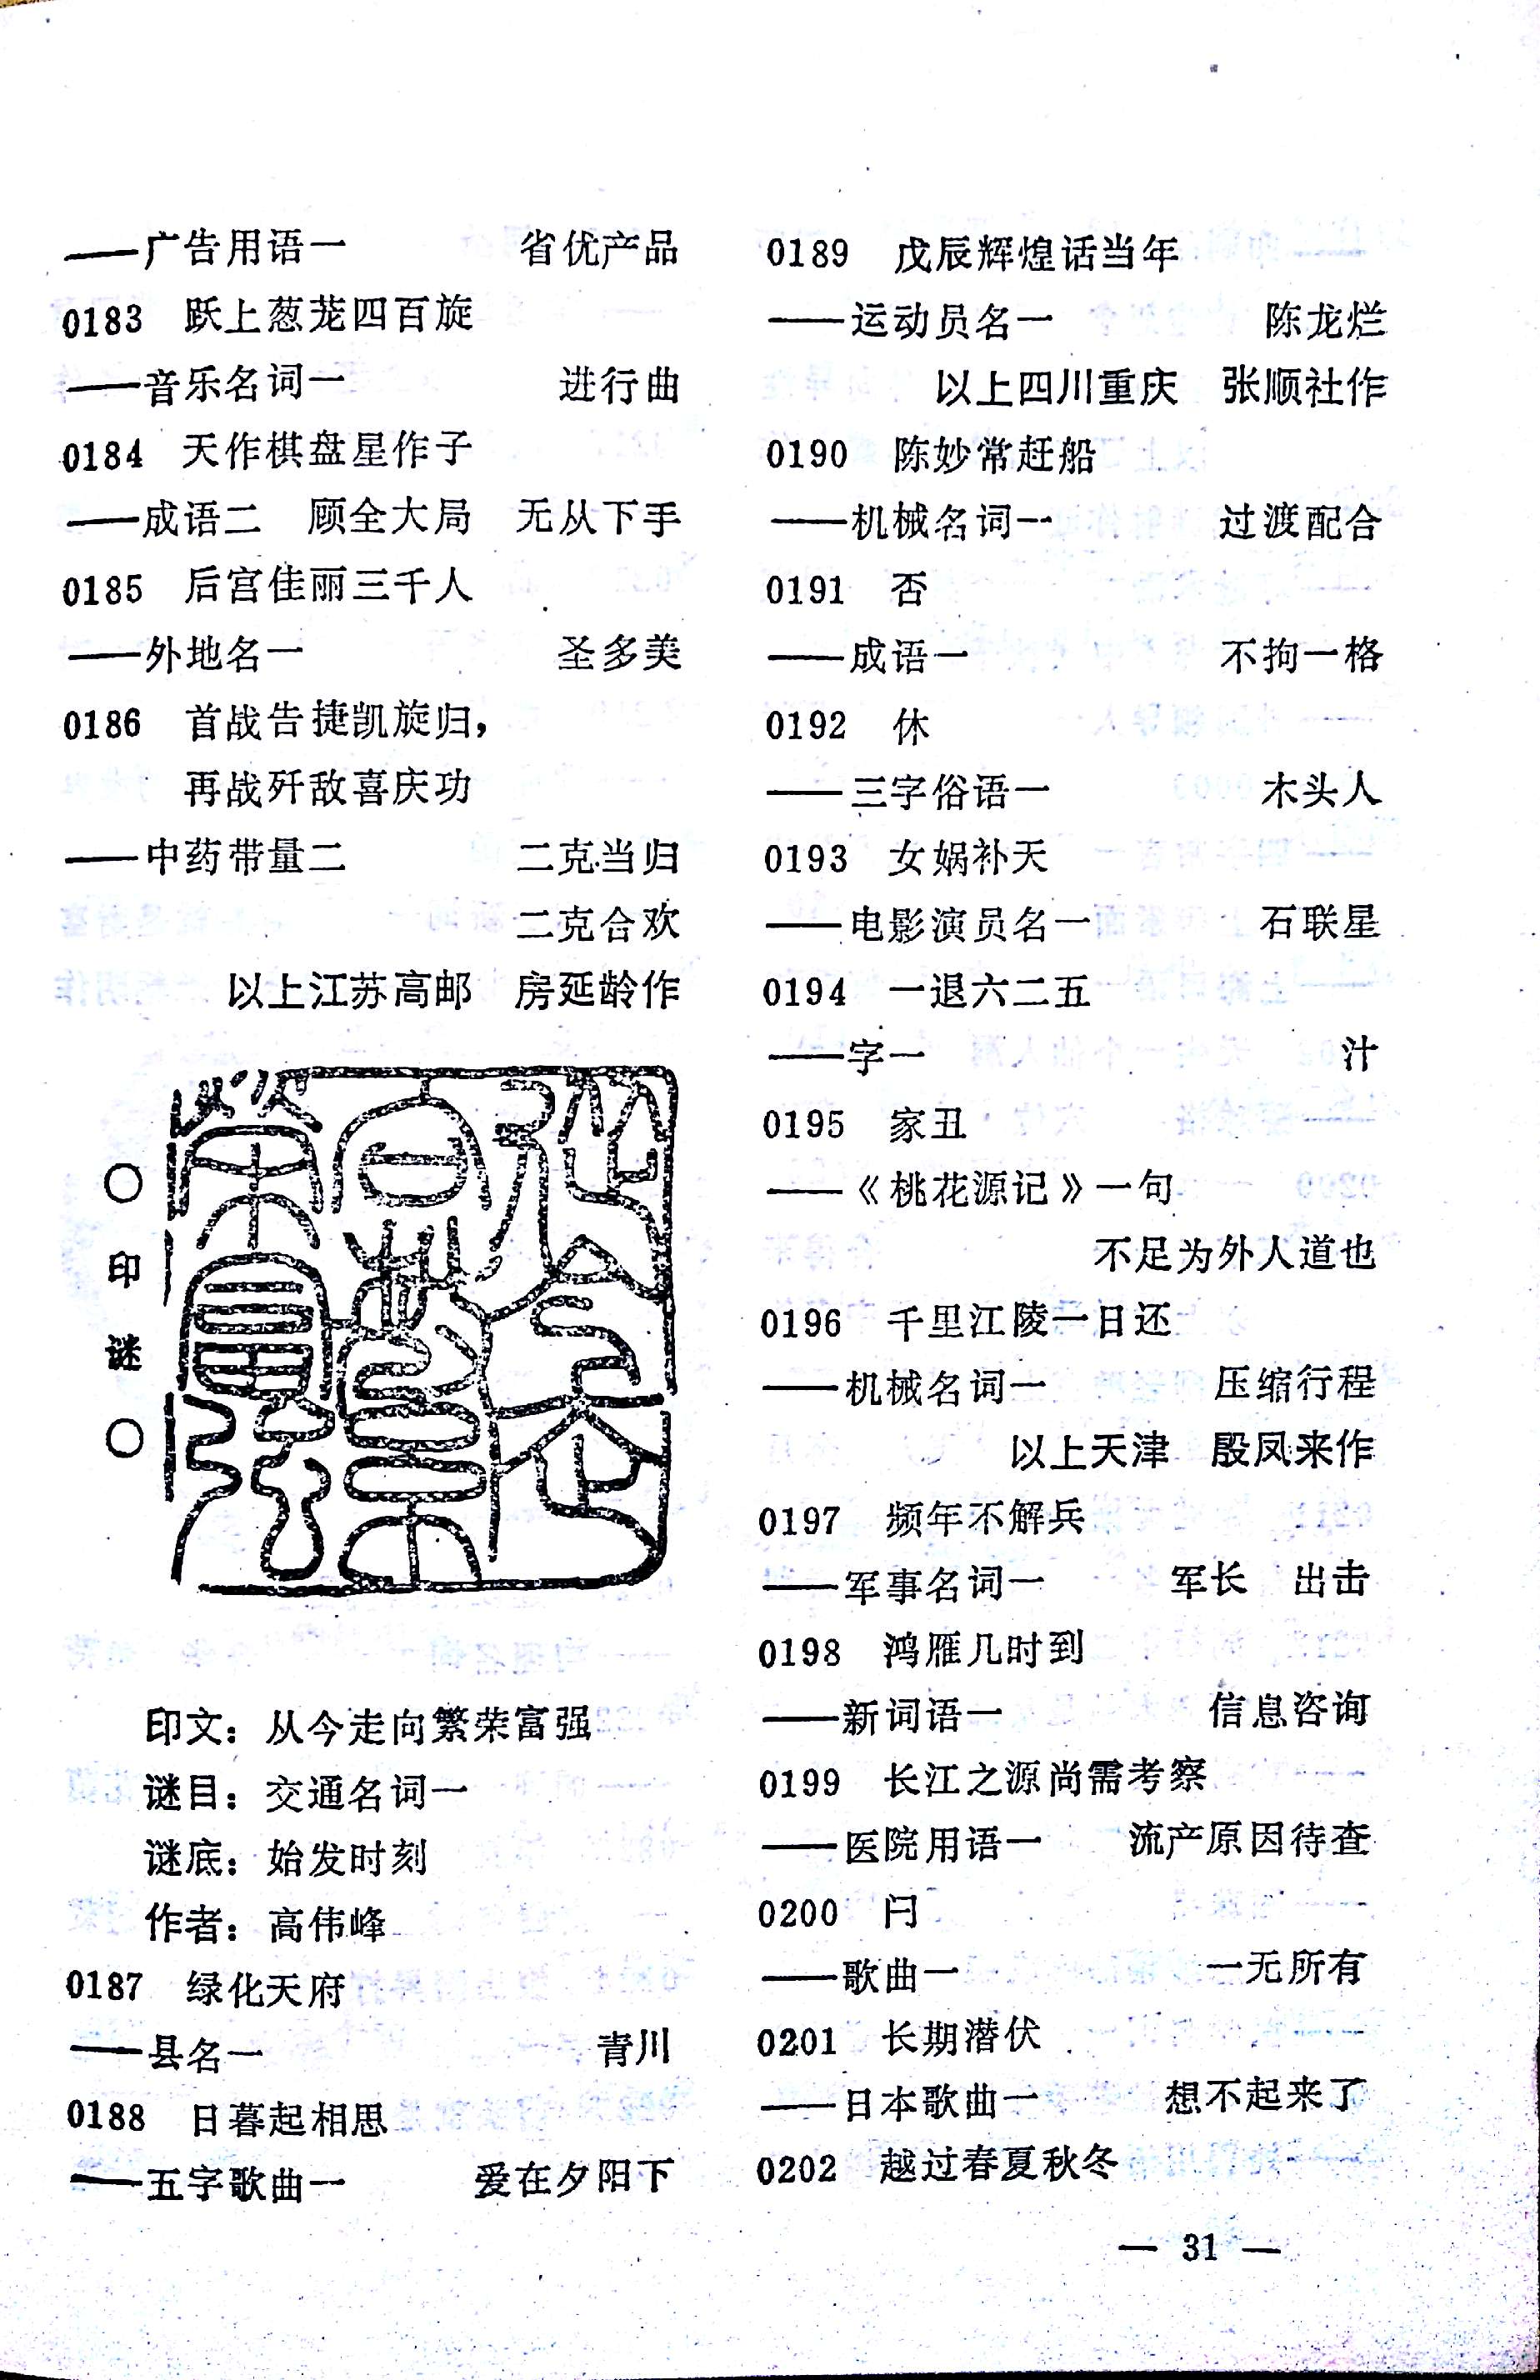 ——广告用语一 省优产品
0183 跃上葱茏四百旋
——音乐名词一 进行曲
0184 天作棋盘星作子
——成语二 顾全大局 无从下手
0185 后宫佳丽三千人
——外地名一 圣多美
0186 首战告捷凯旋归，
再战歼敌喜庆功
——中药带量二 二克当归
二克合欢
以上江苏高邮 房延龄作
○印谜○
从今走向繁荣富强
印文：从今走向繁荣富强
谜目：交通名词一
谜底：始发时刻
作者：高伟峰
0187 绿化天府
——县名一 青川
0188 日暮起相思
——五字歌曲一 爱在夕阳下
0189 戊辰辉煌话当年
——运动员名一 陈龙烂
以上四川重庆 张顺社作
0190 陈妙常赶船
——机械名词一 过渡配合
0191 否
——成语一 不拘一格
0192 休
——三字俗语一 木头人
0193 女娲补天
——电影演员名一 石联星
0194 一退六二五
——字一 汁
0195 家丑
——《桃花源记》一句
不足为外人道也
0196 千里江陵一日还
——机械名词一 压缩行程
以上天津 殷凤来作
0197 频年不解兵
——军事名词一 军长 出击
0198 鸿雁几时到
——新词语一 信息咨询
0199 长江之源尚需考察
——医院用语一 流产原因待查
0200 闩
——歌曲一 一无所有
0201 长期潜伏
——日本歌曲一 想不起来了
0202 越过春夏秋冬
— 31 —